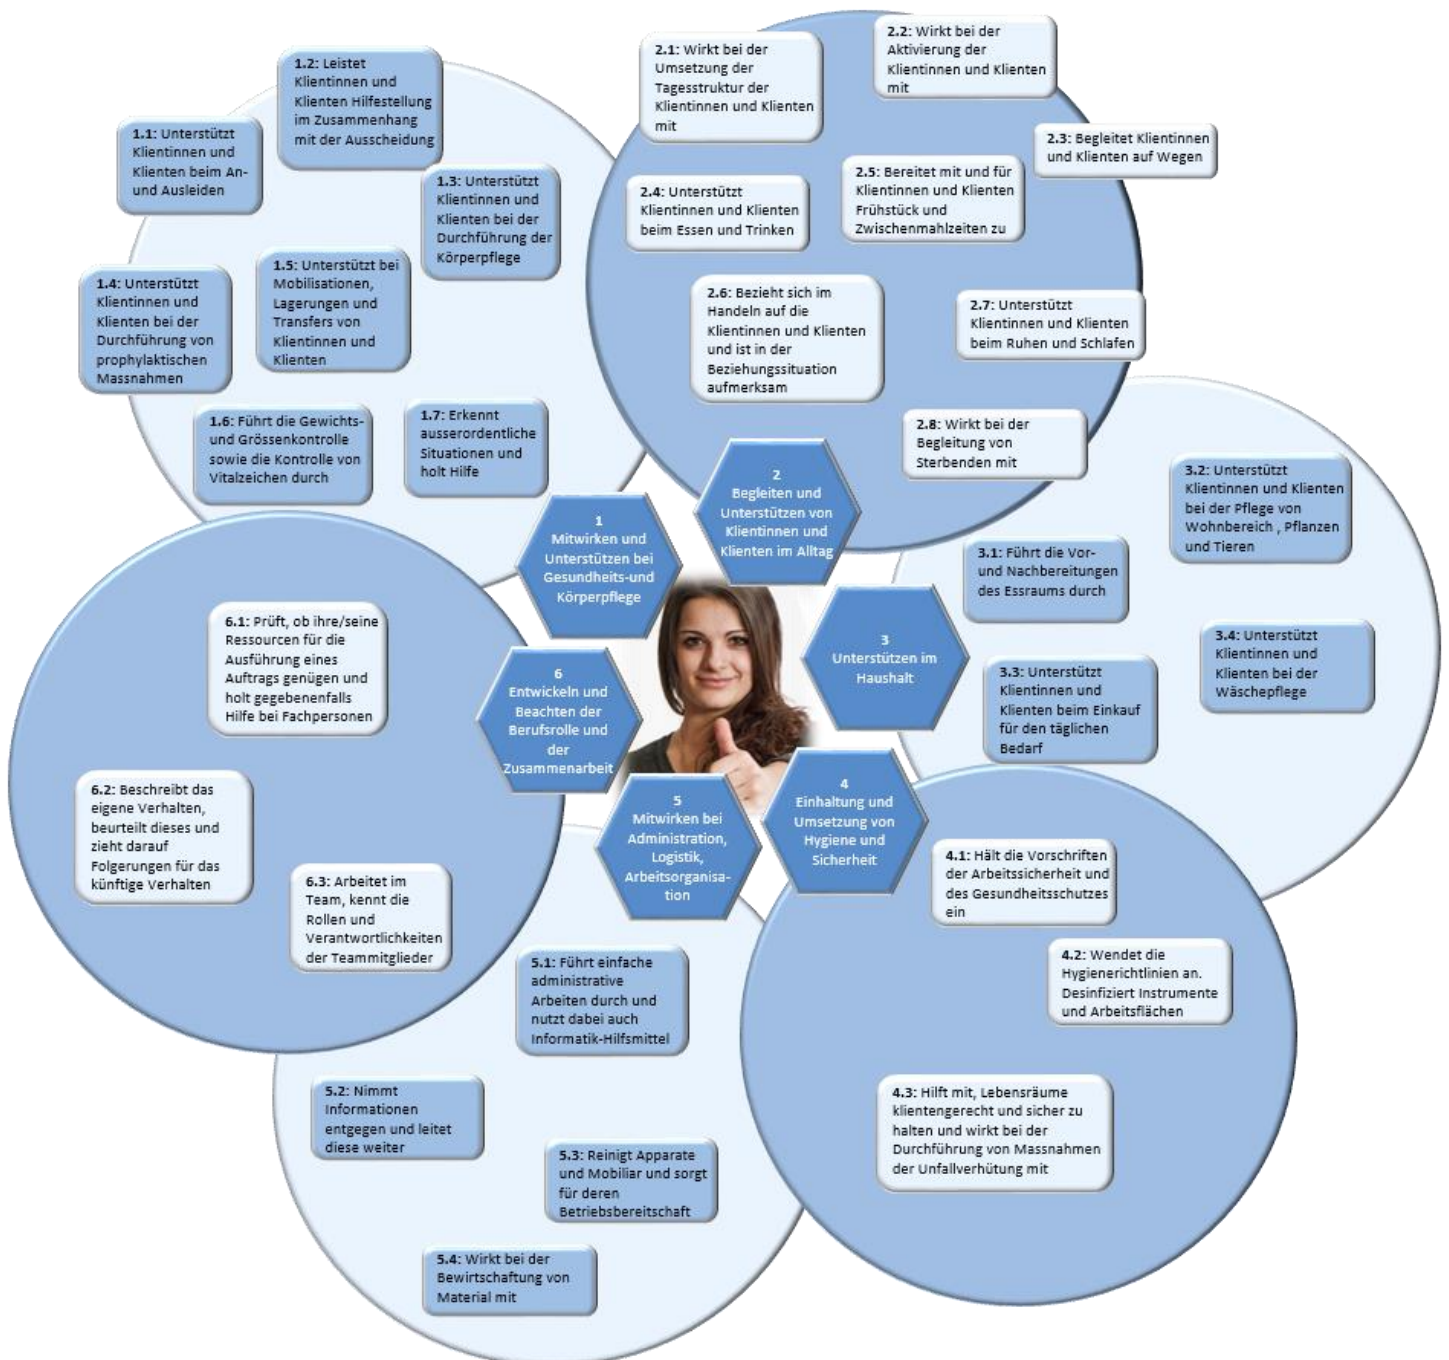 1.1: Unterstützt
Klientinnen und
Klienten beim An-
und Ausleiden
1.2: Leistet
Klientinnen und
Klienten Hilfestellung
im Zusammenhang
mit der Ausscheidung
1.3: Unterstützt
Klientinnen und
Klienten bei der
Durchführung der
Körperpflege
1.4: Unterstützt
Klientinnen und
Klienten bei der
Durchführung von
prophylaktischen
Massnahmen
1.5: Unterstützt bei
Mobilisationen,
Lagerungen und
Transfers von
Klientinnen und
Klienten
1.6: Führt die Gewichts-
und Grössenkontrolle
sowie die Kontrolle von
Vitalzeichen durch
1.7: Erkennt
ausserordentliche
Situationen und
holt Hilfe
1
Mitwirken und
Unterstützen bei
Gesundheits-und
Körperpflege
2.1: Wirkt bei der
Umsetzung der
Tagesstruktur der
Klientinnen und Klienten
mit
2.2: Wirkt bei der
Aktivierung der
Klientinnen und Klienten
mit
2.3: Begleitet Klientinnen
und Klienten auf Wegen
2.4: Unterstützt
Klientinnen und Klienten
beim Essen und Trinken
2.5: Bereitet mit und für
Klientinnen und Klienten
Frühstück und
Zwischenmahlzeiten zu
2.6: Bezieht sich im
Handeln auf die
Klientinnen und Klienten
und ist in der
Beziehungssituation
aufmerksam
2.7: Unterstützt
Klientinnen und Klienten
beim Ruhen und Schlafen
2.8: Wirkt bei der
Begleitung von
Sterbenden mit
2
Begleiten und
Unterstützen von
Klientinnen und
Klienten im Alltag
3.1: Führt die Vor-
und Nachbereitungen
des Essraums durch
3.2: Unterstützt
Klientinnen und Klienten
bei der Pflege von
Wohnbereich , Pflanzen
und Tieren
3.3: Unterstützt
Klientinnen und
Klienten beim Einkauf
für den täglichen
Bedarf
3.4: Unterstützt
Klientinnen und
Klienten bei der
Wäschepflege
3
Unterstützen im
Haushalt
4
Einhaltung und
Umsetzung von
Hygiene und
Sicherheit
4.1: Hält die Vorschriften
der Arbeitssicherheit und
des Gesundheitsschutzes
ein
4.2: Wendet die
Hygienerichtlinien an.
Desinfiziert Instrumente
und Arbeitsflächen
4.3: Hilft mit, Lebensräume
klientengerecht und sicher zu
halten und wirkt bei der
Durchführung von Massnahmen
der Unfallverhütung mit
5
Mitwirken bei
Administration,
Logistik,
Arbeitsorganisa-
tion
5.1: Führt einfache
administrative
Arbeiten durch und
nutzt dabei auch
Informatik-Hilfsmittel
5.2: Nimmt
Informationen
entgegen und leitet
diese weiter
5.3: Reinigt Apparate
und Mobiliar und sorgt
für deren
Betriebsbereitschaft
5.4: Wirkt bei der
Bewirtschaftung von
Material mit
6
Entwickeln und
Beachten der
Berufsrolle und
der
Zusammenarbeit
6.1: Prüft, ob ihre/seine
Ressourcen für die
Ausführung eines
Auftrags genügen und
holt gegebenenfalls
Hilfe bei Fachpersonen
6.2: Beschreibt das
eigene Verhalten,
beurteilt dieses und
zieht darauf
Folgerungen für das
künftige Verhalten
6.3: Arbeitet im
Team, kennt die
Rollen und
Verantwortlichkeiten
der Teammitglieder